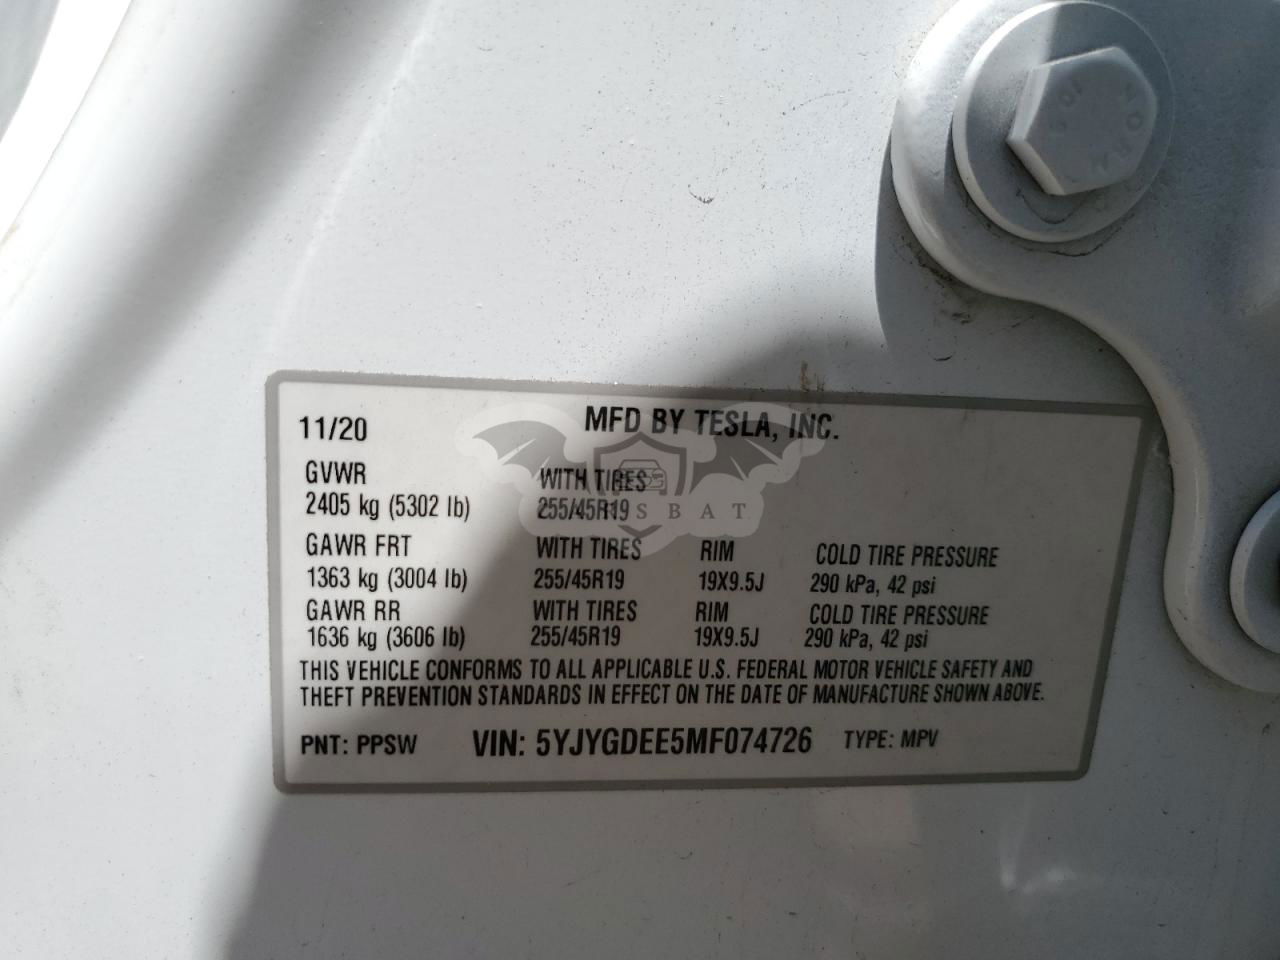 11/20 MFD BY TESLA, INC.
GVWR WITH TIRES
2405 kg (5302 lb) 255/45R19
GAWR FRT WITH TIRES RIM COLD TIRE PRESSURE
1363 kg (3004 lb) 255/45R19 19X9.5J 290 kPa, 42 psi
GAWR RR WITH TIRES RIM COLD TIRE PRESSURE
1636 kg (3606 lb) 255/45R19 19X9.5J 290 kPa, 42 psi
THIS VEHICLE CONFORMS TO ALL APPLICABLE U.S. FEDERAL MOTOR VEHICLE SAFETY AND
THEFT PREVENTION STANDARDS IN EFFECT ON THE DATE OF MANUFACTURE SHOWN ABOVE.
PNT: PPSW VIN: 5YJYGDEE5MF074726 TYPE: MPV